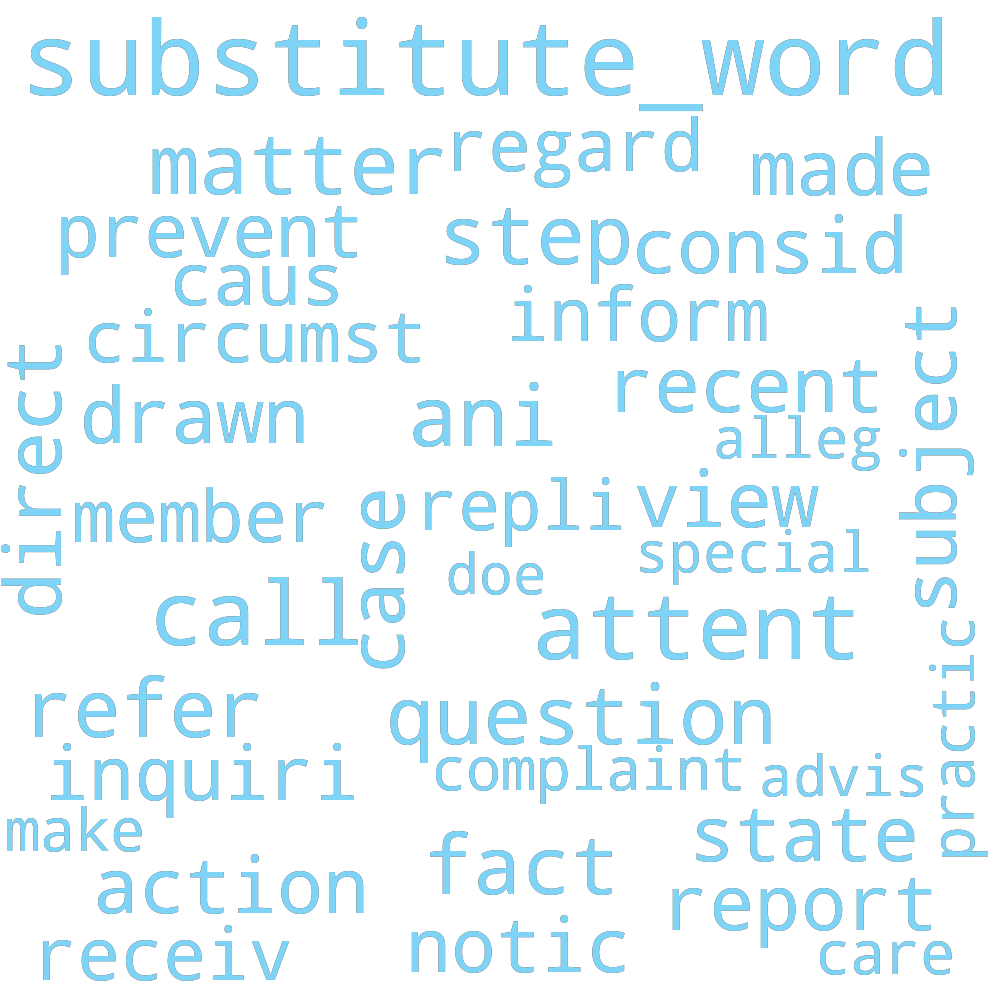 substitute_word
matter regard made
prevent step consid
caus
circumst inform
direct recent subject
drawn ani alleg
member case repli view
doe special
call attent
refer question practic
inquiri complaint advis
make fact state
action report
receiv notic care